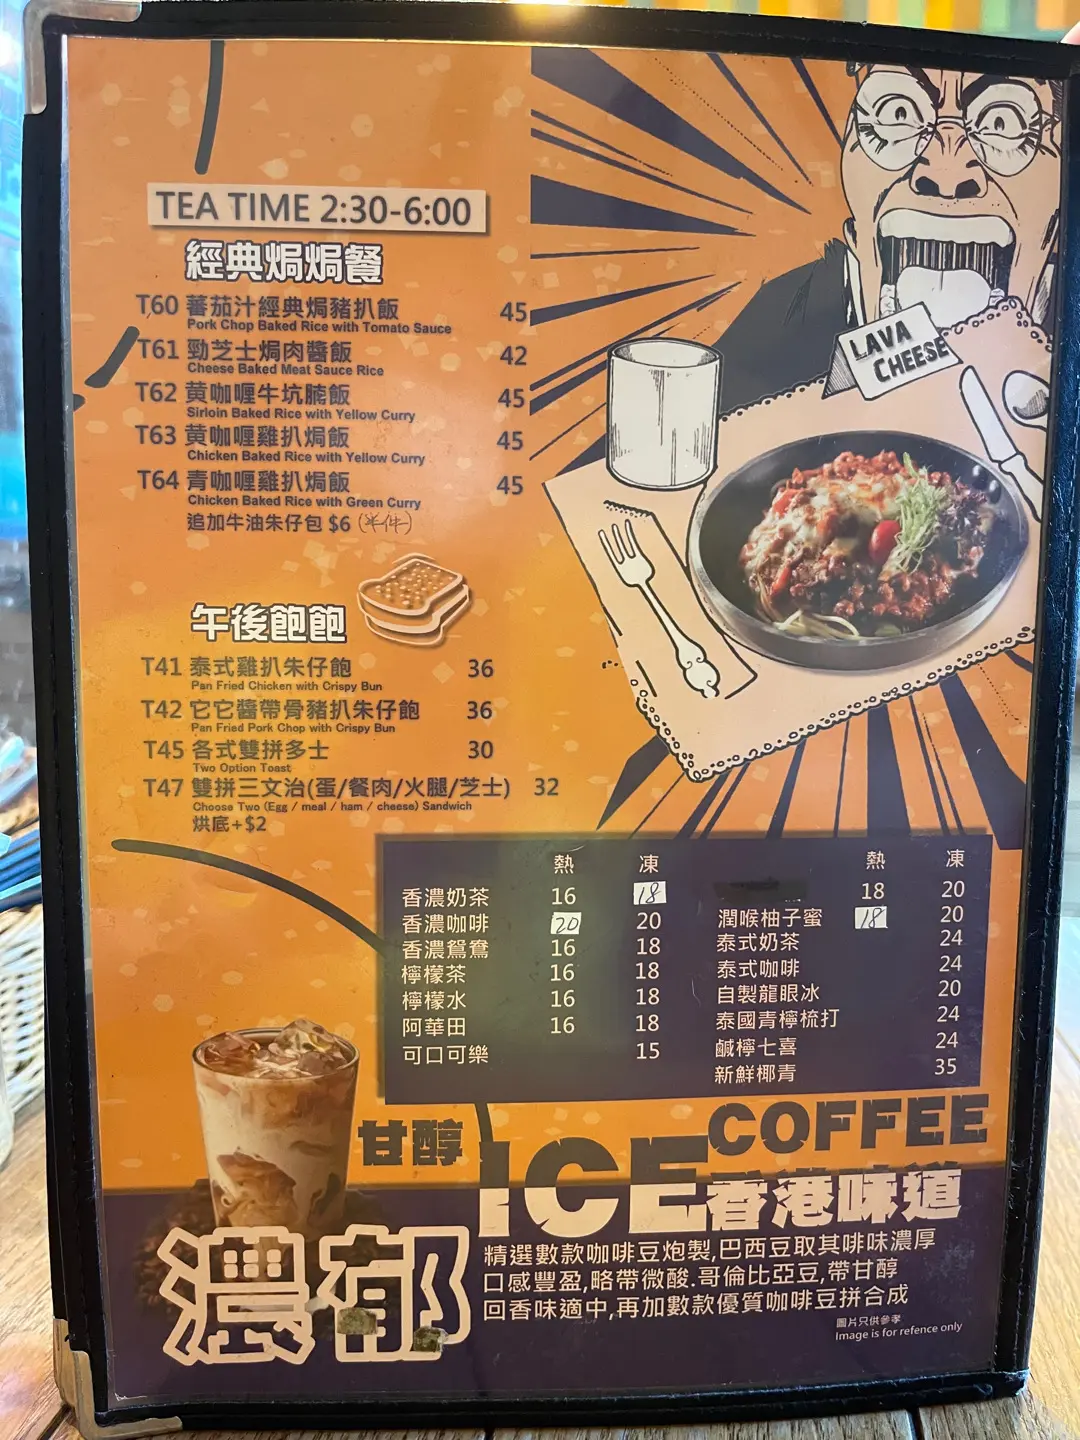 TEA TIME 2:30-6:00
經典焗焗餐
T60 蕃茄汁經典焗豬扒飯 45
Pork Chop Baked Rice with Tomato Sauce
T61 勁芝士焗肉醬飯 42
Cheese Baked Meat Sauce Rice
T62 黃咖喱牛坑腩飯 45
Sirloin Baked Rice with Yellow Curry
T63 黃咖喱雞扒焗飯 45
Chicken Baked Rice with Yellow Curry
T64 青咖喱雞扒焗飯 45
Chicken Baked Rice with Green Curry
追加牛油朱仔包 $6 (半件)
LAVA
CHEESE
午後飽飽
T41 泰式雞扒朱仔飽 36
Pan Fried Chicken with Crispy Bun
T42 它它醬帶骨豬扒朱仔飽 36
Pan Fried Pork Chop with Crispy Bun
T45 各式雙拼多士 30
Two Option Toast
T47 雙拼三文治(蛋/餐肉/火腿/芝士) 32
Choose Two (Egg / meal / ham / cheese) Sandwich
烘底+$2
熱 凍
香濃奶茶 16 18
香濃咖啡 20 20
香濃鴛鴦 16 18
檸檬茶 16 18
檸檬水 16 18
阿華田 16 18
可口可樂 15
熱 凍
18 20
潤喉柚子蜜 18 20
泰式奶茶 24
泰式咖啡 24
自製龍眼冰 20
泰國青檸梳打 24
鹹檸七喜 24
新鮮椰青 35
甘醇
濃郁
ICE COFFEE
香港味道
精選數款咖啡豆炮製,巴西豆取其啡味濃厚
口感豐盈,略帶微酸.哥倫比亞豆,帶甘醇
回香味適中,再加數款優質咖啡豆拼合成
圖片只供參考
Image is for refence only